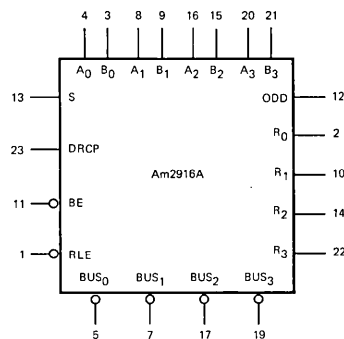 4 3 8 9 16 15 20 21
A0 B0 A1 B1 A2 B2 A3 B3
13 S ODD 12
R0 2
23 DRCP
Am2916A R1 10
11 BE
R2 14
1 RLE R3 22
BUS0 BUS1 BUS2 BUS3
5 7 17 19